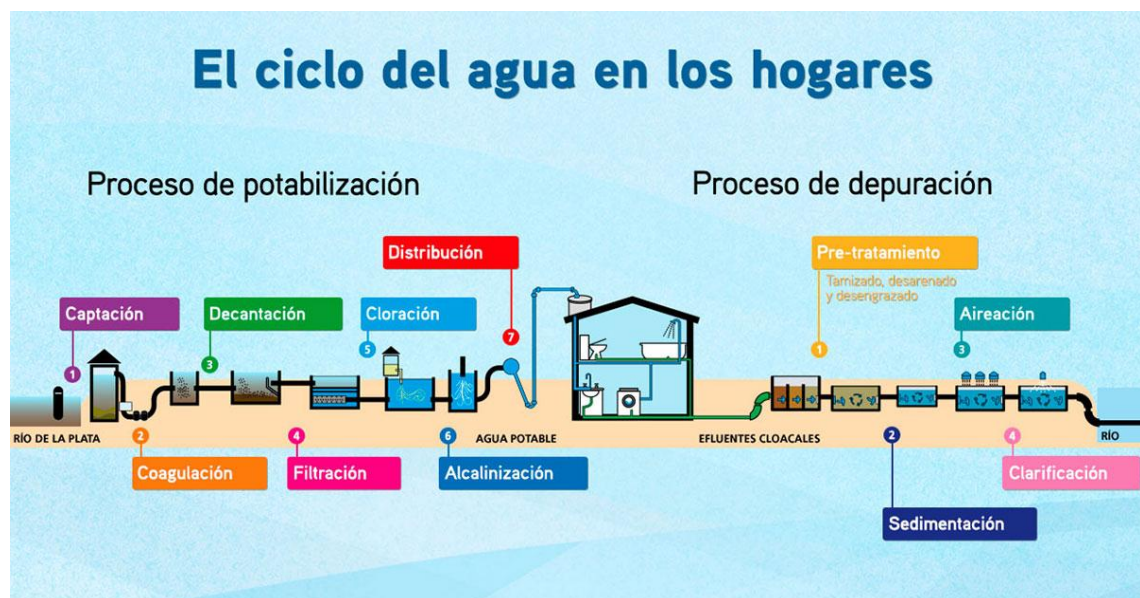 El ciclo del agua en los hogares
Proceso de potabilización
Proceso de depuración
Distribución
Pre-tratamiento
Tamizado, desarenado
y desengrazado
Captación
Decantación
Cloración
Aireación
7
5
1
3
1
3
RÍO DE LA PLATA
AGUA POTABLE
EFLUENTES CLOACALES
RÍO
2
4
6
2
4
Coagulación
Filtración
Alcalinización
Clarificación
Sedimentación